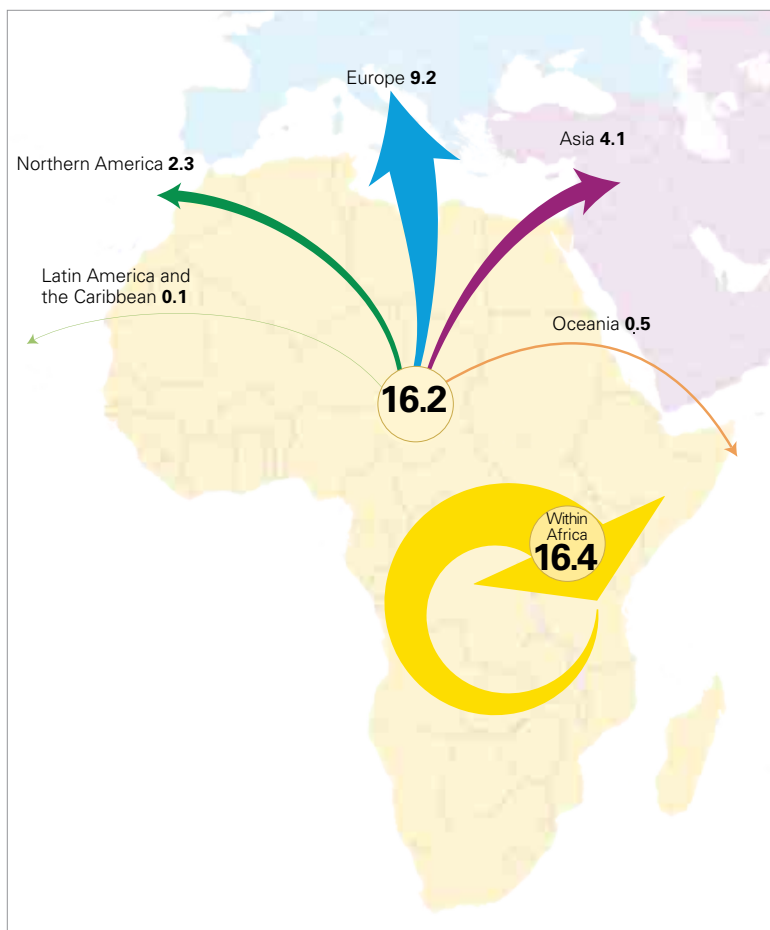 Europe 9.2
Asia 4.1
Northern America 2.3
Latin America and
the Caribbean 0.1
Oceania 0.5
16.2
Within
Africa
16.4